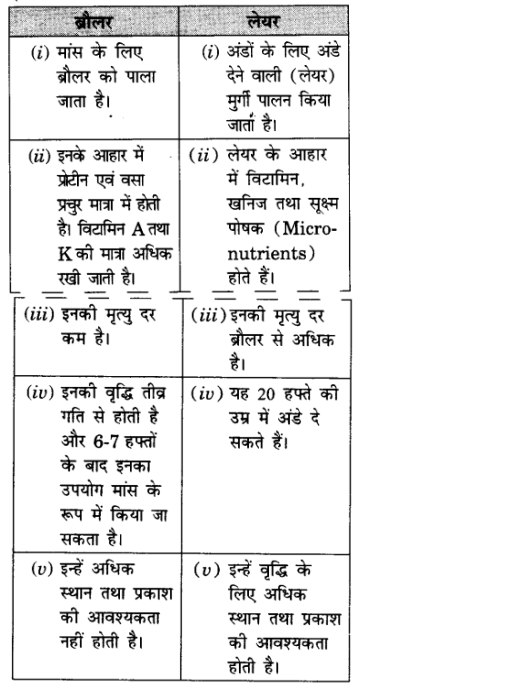 ब्रौलर
लेयर
(i) मांस के लिए
ब्रौलर को पाला
जाता है।
(i) अंडों के लिए अंडे
देने वाली (लेयर)
मुर्गी पालन किया
जाता है।
(ii) इनके आहार में
प्रोटीन एवं वसा
प्रचुर मात्रा में होती
है। विटामिन A तथा
K की मात्रा अधिक
रखी जाती है।
(ii) लेयर के आहार
में विटामिन,
खनिज तथा सूक्ष्म
पोषक (Micro-
nutrients)
होते हैं।
(iii) इनकी मृत्यु दर
कम है।
(iii) इनकी मृत्यु दर
ब्रौलर से अधिक
है।
(iv) इनकी वृद्धि तीव्र
गति से होती है
और 6-7 हफ्तों
के बाद इनका
उपयोग मांस के
रूप में किया जा
सकता है।
(iv) यह 20 हफ्ते की
उम्र में अंडे दे
सकते हैं।
(v) इन्हें अधिक
स्थान तथा प्रकाश
की आवश्यकता
नहीं होती है।
(v) इन्हें वृद्धि के
लिए अधिक
स्थान तथा प्रकाश
की आवश्यकता
होती है।